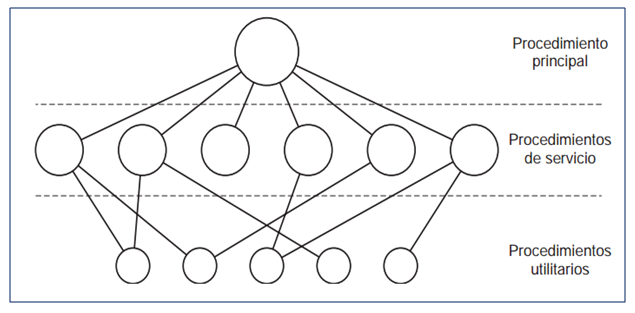 Procedimiento
principal
Procedimientos
de servicio
Procedimientos
utilitarios